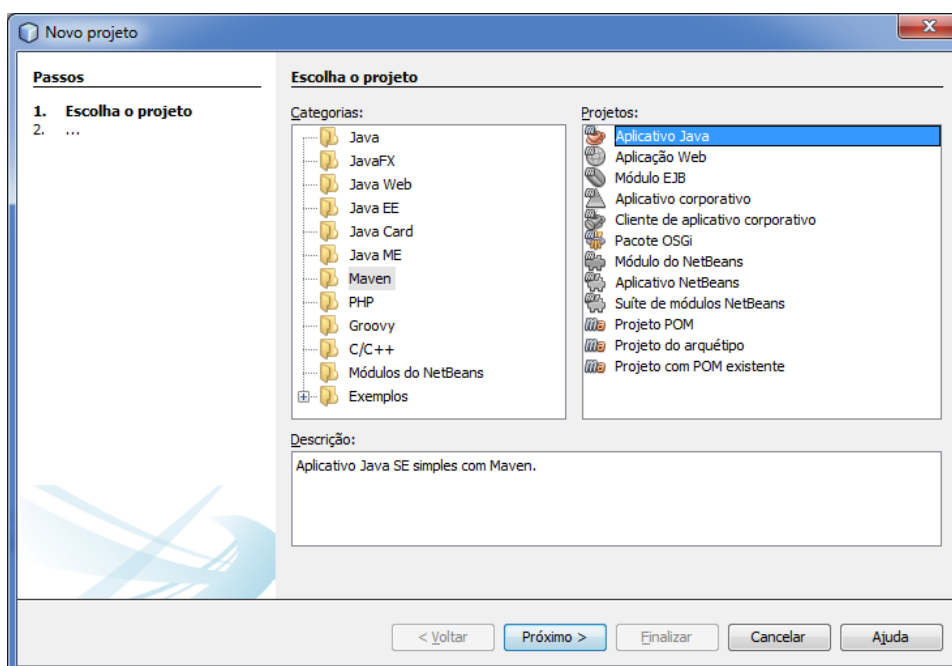 Novo projeto
Passos
1. Escolha o projeto
2. ...
Escolha o projeto
Categorias:
Java
JavaFX
Java Web
Java EE
Java Card
Java ME
Maven
PHP
Groovy
C/C++
Módulos do NetBeans
Exemplos
Projetos:
Aplicativo Java
Aplicação Web
Módulo EJB
Aplicativo corporativo
Cliente de aplicativo corporativo
Pacote OSGi
Módulo do NetBeans
Aplicativo NetBeans
Suíte de módulos NetBeans
Projeto POM
Projeto do arquétipo
Projeto com POM existente
Descrição:
Aplicativo Java SE simples com Maven.
< Voltar Próximo > Finalizar Cancelar Ajuda